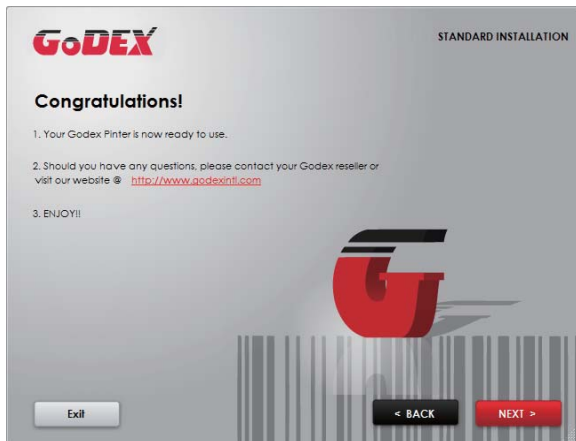 GoDEX
STANDARD INSTALLATION
Congratulations!
1. Your Godex Pinter is now ready to use.
2. Should you have any questions, please contact your Godex reseller or
visit our website @ http://www.godexintl.com
3. ENJOY!!
Exit
< BACK
NEXT >